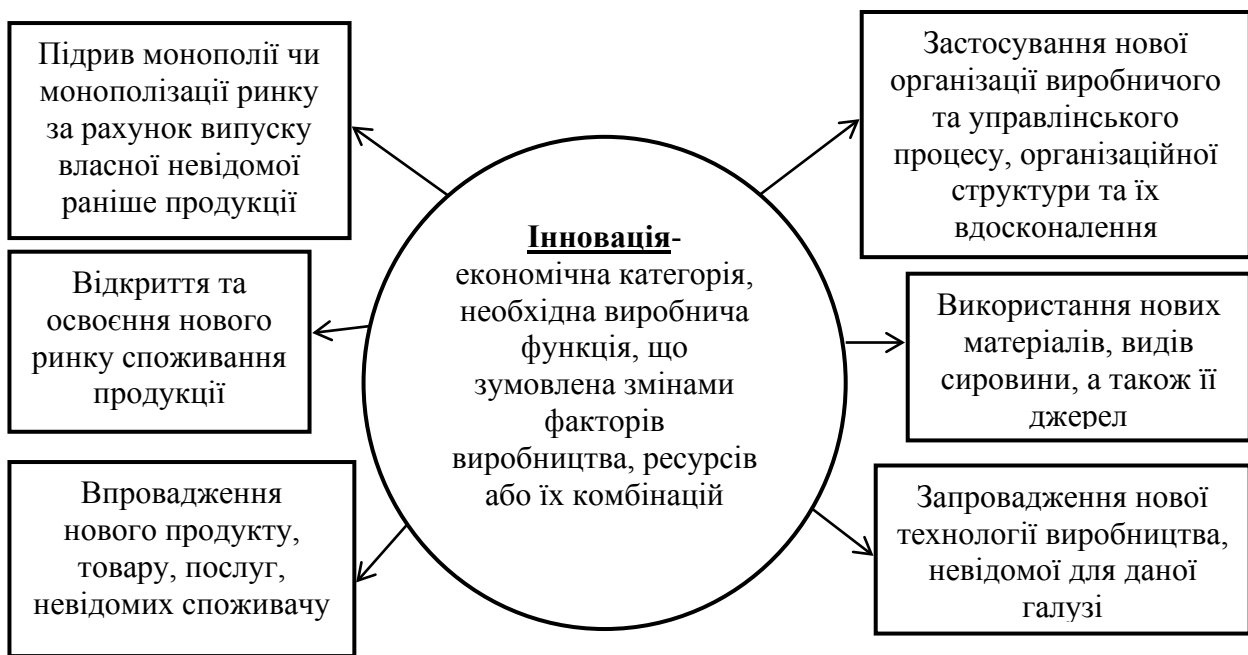 Підрив монополії чи
монополізації ринку
за рахунок випуску
власної невідомої
раніше продукції
Відкриття та
освоєння нового
ринку споживання
продукції
Впровадження
нового продукту,
товару, послуг,
невідомих споживачу
Інновація-
економічна категорія,
необхідна виробнича
функція, що
зумовлена змінами
факторів
виробництва, ресурсів
або їх комбінацій
Застосування нової
організації виробничого
та управлінського
процесу, організаційної
структури та їх
вдосконалення
Використання нових
матеріалів, видів
сировини, а також її
джерел
Запровадження нової
технології виробництва,
невідомої для даної
галузі